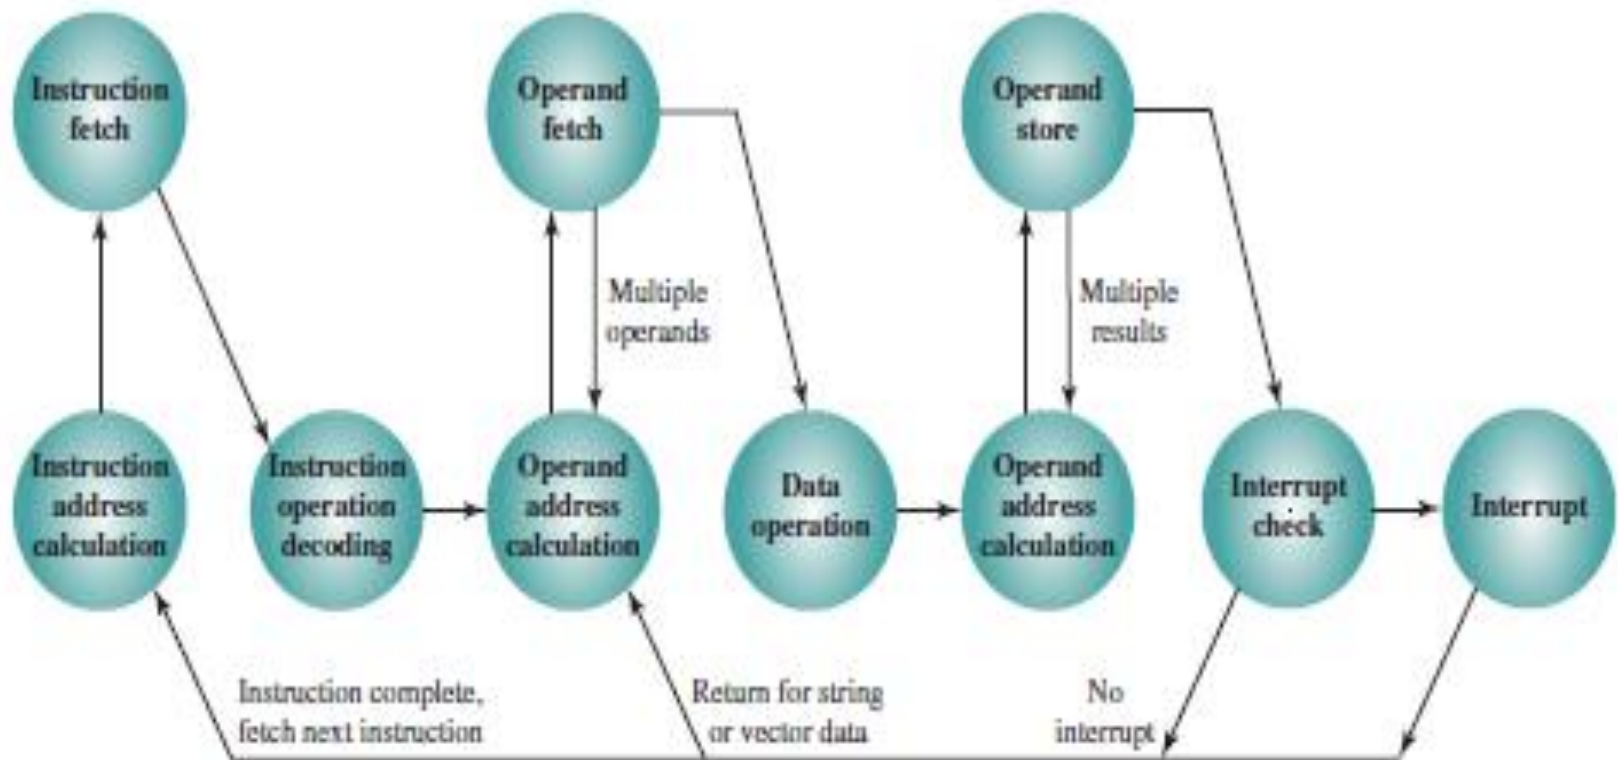 Instruction
fetch
Operand
fetch
Operand
store
Multiple
operands
Multiple
results
Instruction
address
calculation
Instruction
operation
decoding
Operand
address
calculation
Data
operation
Operand
address
calculation
Interrupt
check
Interrupt
Instruction complete,
fetch next instruction
Return for string
or vector data
No
interrupt